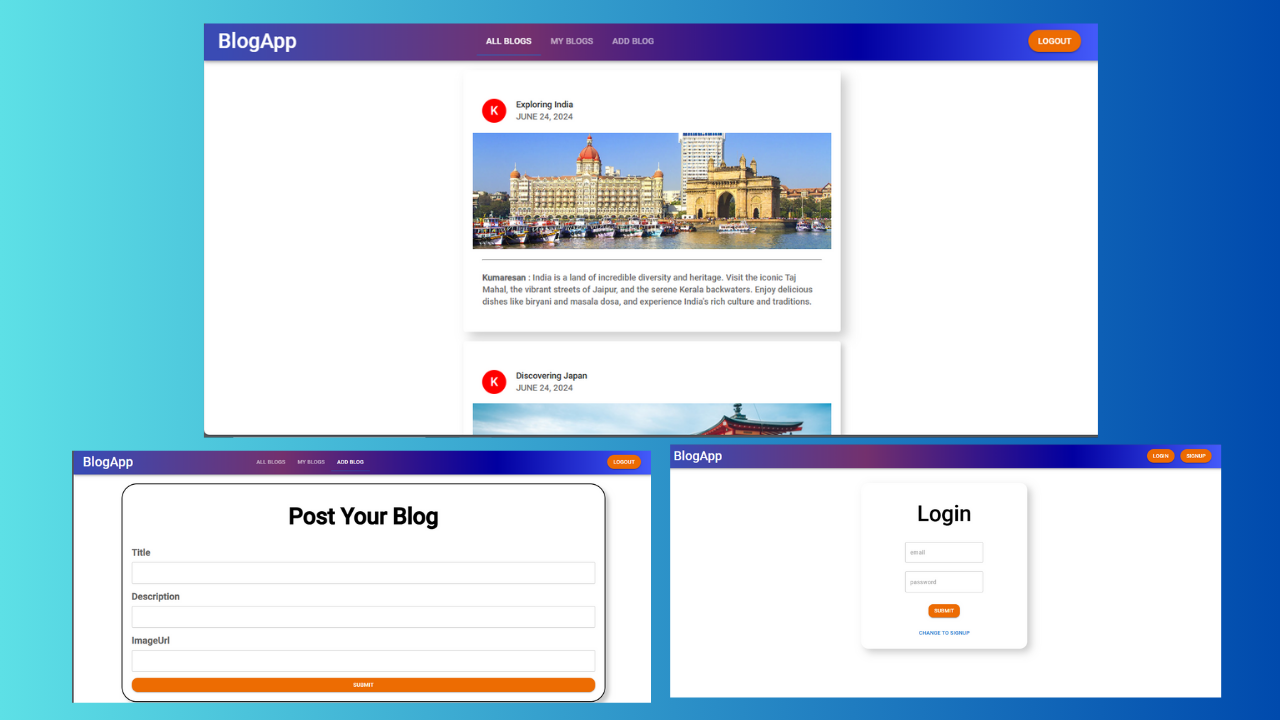 BlogApp
ALL BLOGS MY BLOGS ADD BLOG
LOGOUT
K
Exploring India
JUNE 24, 2024
Kumaresan : India is a land of incredible diversity and heritage. Visit the iconic Taj
Mahal, the vibrant streets of Jaipur, and the serene Kerala backwaters. Enjoy delicious
dishes like biryani and masala dosa, and experience India's rich culture and traditions.
K
Discovering Japan
JUNE 24, 2024
BlogApp
ALL BLOGS MY BLOGS ADD BLOG
LOGOUT
Post Your Blog
Title
Description
ImageUrl
SUBMIT
BlogApp
LOGIN SIGNUP
Login
email
password
SUBMIT
CHANGE TO SIGNUP